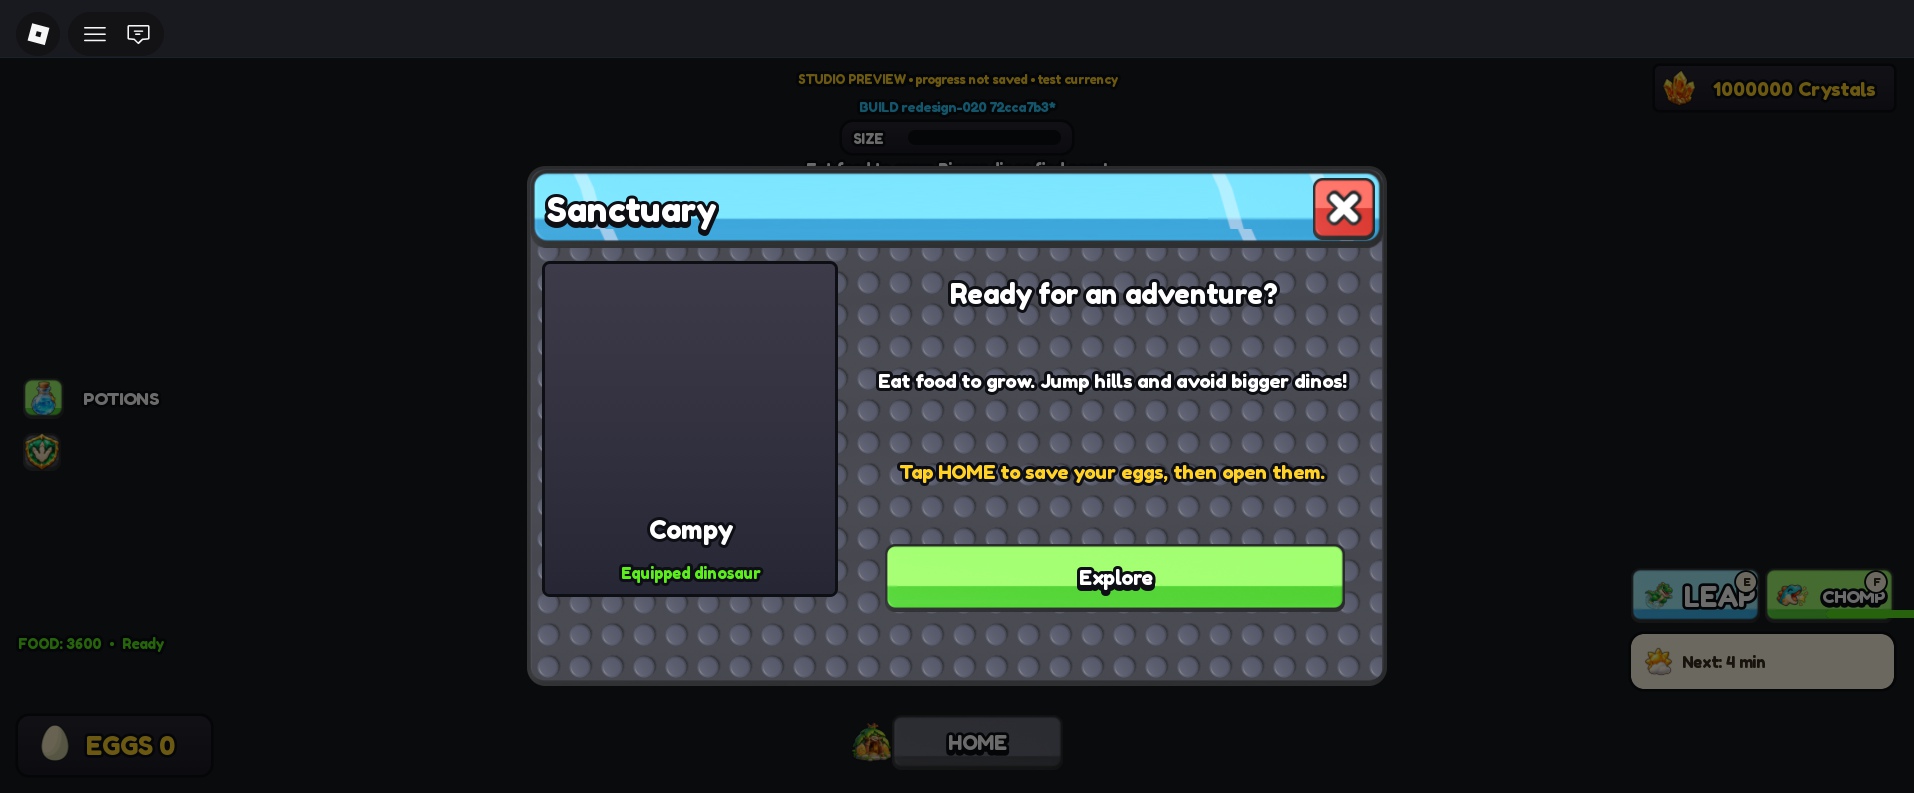 STUDIO PREVIEW • progress not saved • test currency
1000000 Crystals
BUILD redesign-020 72cca7b3*
SIZE
Sanctuary
Ready for an adventure?
Eat food to grow. Jump hills and avoid bigger dinos!
POTIONS
Tap HOME to save your eggs, then open them.
Compy
Equipped dinosaur
Explore
E
LEAP
F
CHOMP
FOOD: 3600 • Ready
Next: 4 min
EGGS 0
HOME